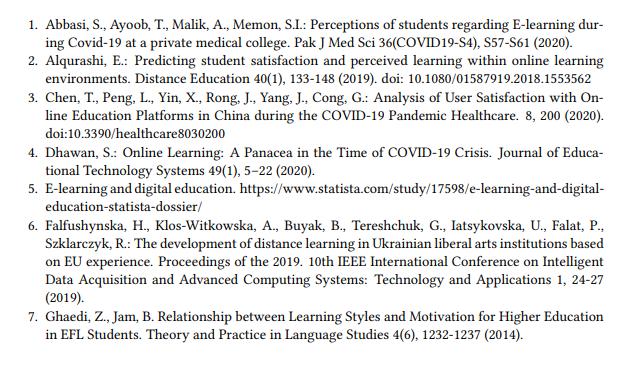 1. Abbasi, S., Ayoob, T., Malik, A., Memon, S.I.: Perceptions of students regarding E-learning dur-
ing Covid-19 at a private medical college. Pak J Med Sci 36(COVID19-S4), S57-S61 (2020).
2. Alqurashi, E.: Predicting student satisfaction and perceived learning within online learning
environments. Distance Education 40(1), 133-148 (2019). doi: 10.1080/01587919.2018.1553562
3. Chen, T., Peng, L., Yin, X., Rong, J., Yang, J., Cong, G.: Analysis of User Satisfaction with On-
line Education Platforms in China during the COVID-19 Pandemic Healthcare. 8, 200 (2020).
doi:10.3390/healthcare8030200
4. Dhawan, S.: Online Learning: A Panacea in the Time of COVID-19 Crisis. Journal of Educa-
tional Technology Systems 49(1), 5–22 (2020).
5. E-learning and digital education. https://www.statista.com/study/17598/e-learning-and-digital-
education-statista-dossier/
6. Falfushynska, H., Klos-Witkowska, A., Buyak, B., Tereshchuk, G., Iatsykovska, U., Falat, P.,
Szklarczyk, R.: The development of distance learning in Ukrainian liberal arts institutions based
on EU experience. Proceedings of the 2019. 10th IEEE International Conference on Intelligent
Data Acquisition and Advanced Computing Systems: Technology and Applications 1, 24-27
(2019).
7. Ghaedi, Z., Jam, B. Relationship between Learning Styles and Motivation for Higher Education
in EFL Students. Theory and Practice in Language Studies 4(6), 1232-1237 (2014).